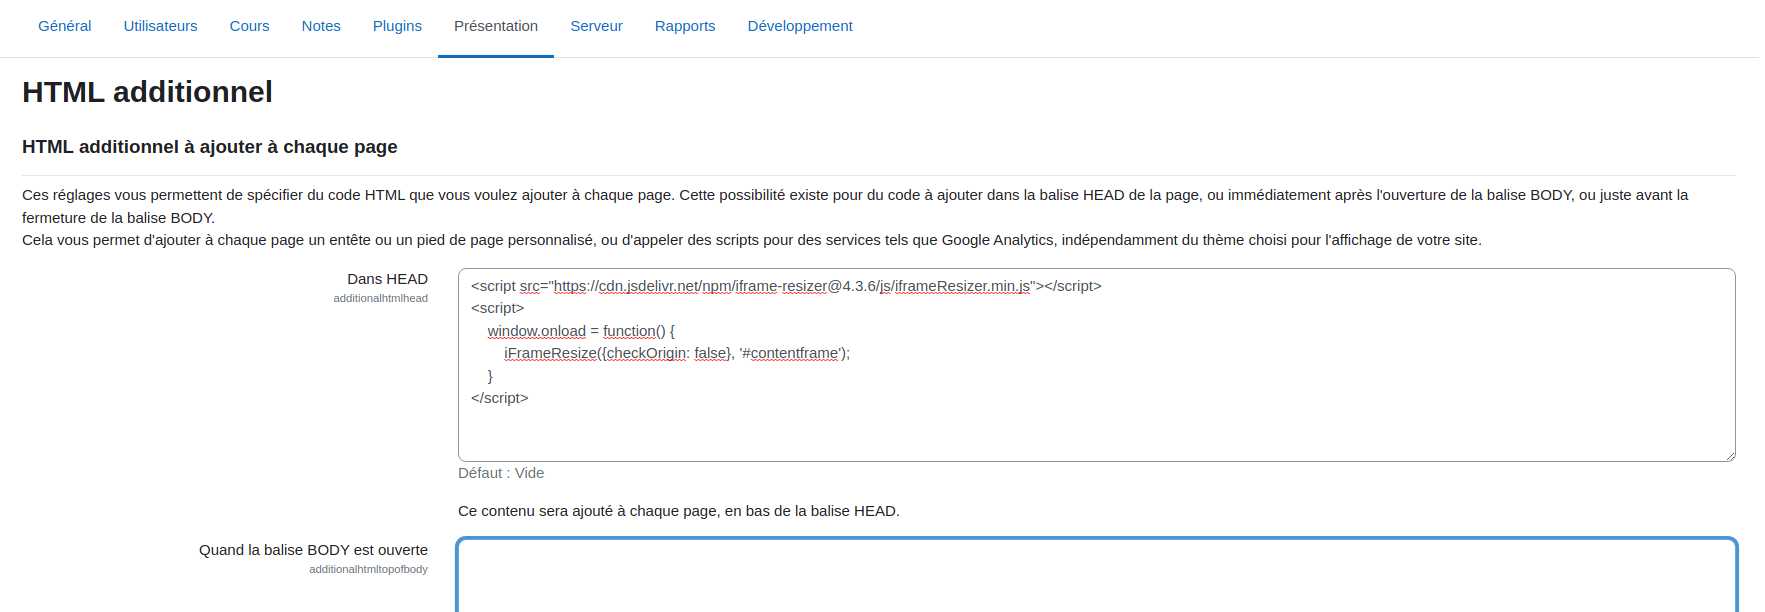 Général Utilisateurs Cours Notes Plugins Présentation Serveur Rapports Développement
HTML additionnel
HTML additionnel à ajouter à chaque page
Ces réglages vous permettent de spécifier du code HTML que vous voulez ajouter à chaque page. Cette possibilité existe pour du code à ajouter dans la balise HEAD de la page, ou immédiatement après l'ouverture de la balise BODY, ou juste avant la
fermeture de la balise BODY.
Cela vous permet d'ajouter à chaque page un entête ou un pied de page personnalisé, ou d'appeler des scripts pour des services tels que Google Analytics, indépendamment du thème choisi pour l'affichage de votre site.
Dans HEAD
additionalhtmlhead
<script src="https://cdn.jsdelivr.net/npm/iframe-resizer@4.3.6/js/iframeResizer.min.js"></script>
<script>
    window.onload = function() {
        iFrameResize({checkOrigin: false}, '#contentframe');
    }
</script>
Défaut : Vide
Ce contenu sera ajouté à chaque page, en bas de la balise HEAD.
Quand la balise BODY est ouverte
additionalhtmltopofbody